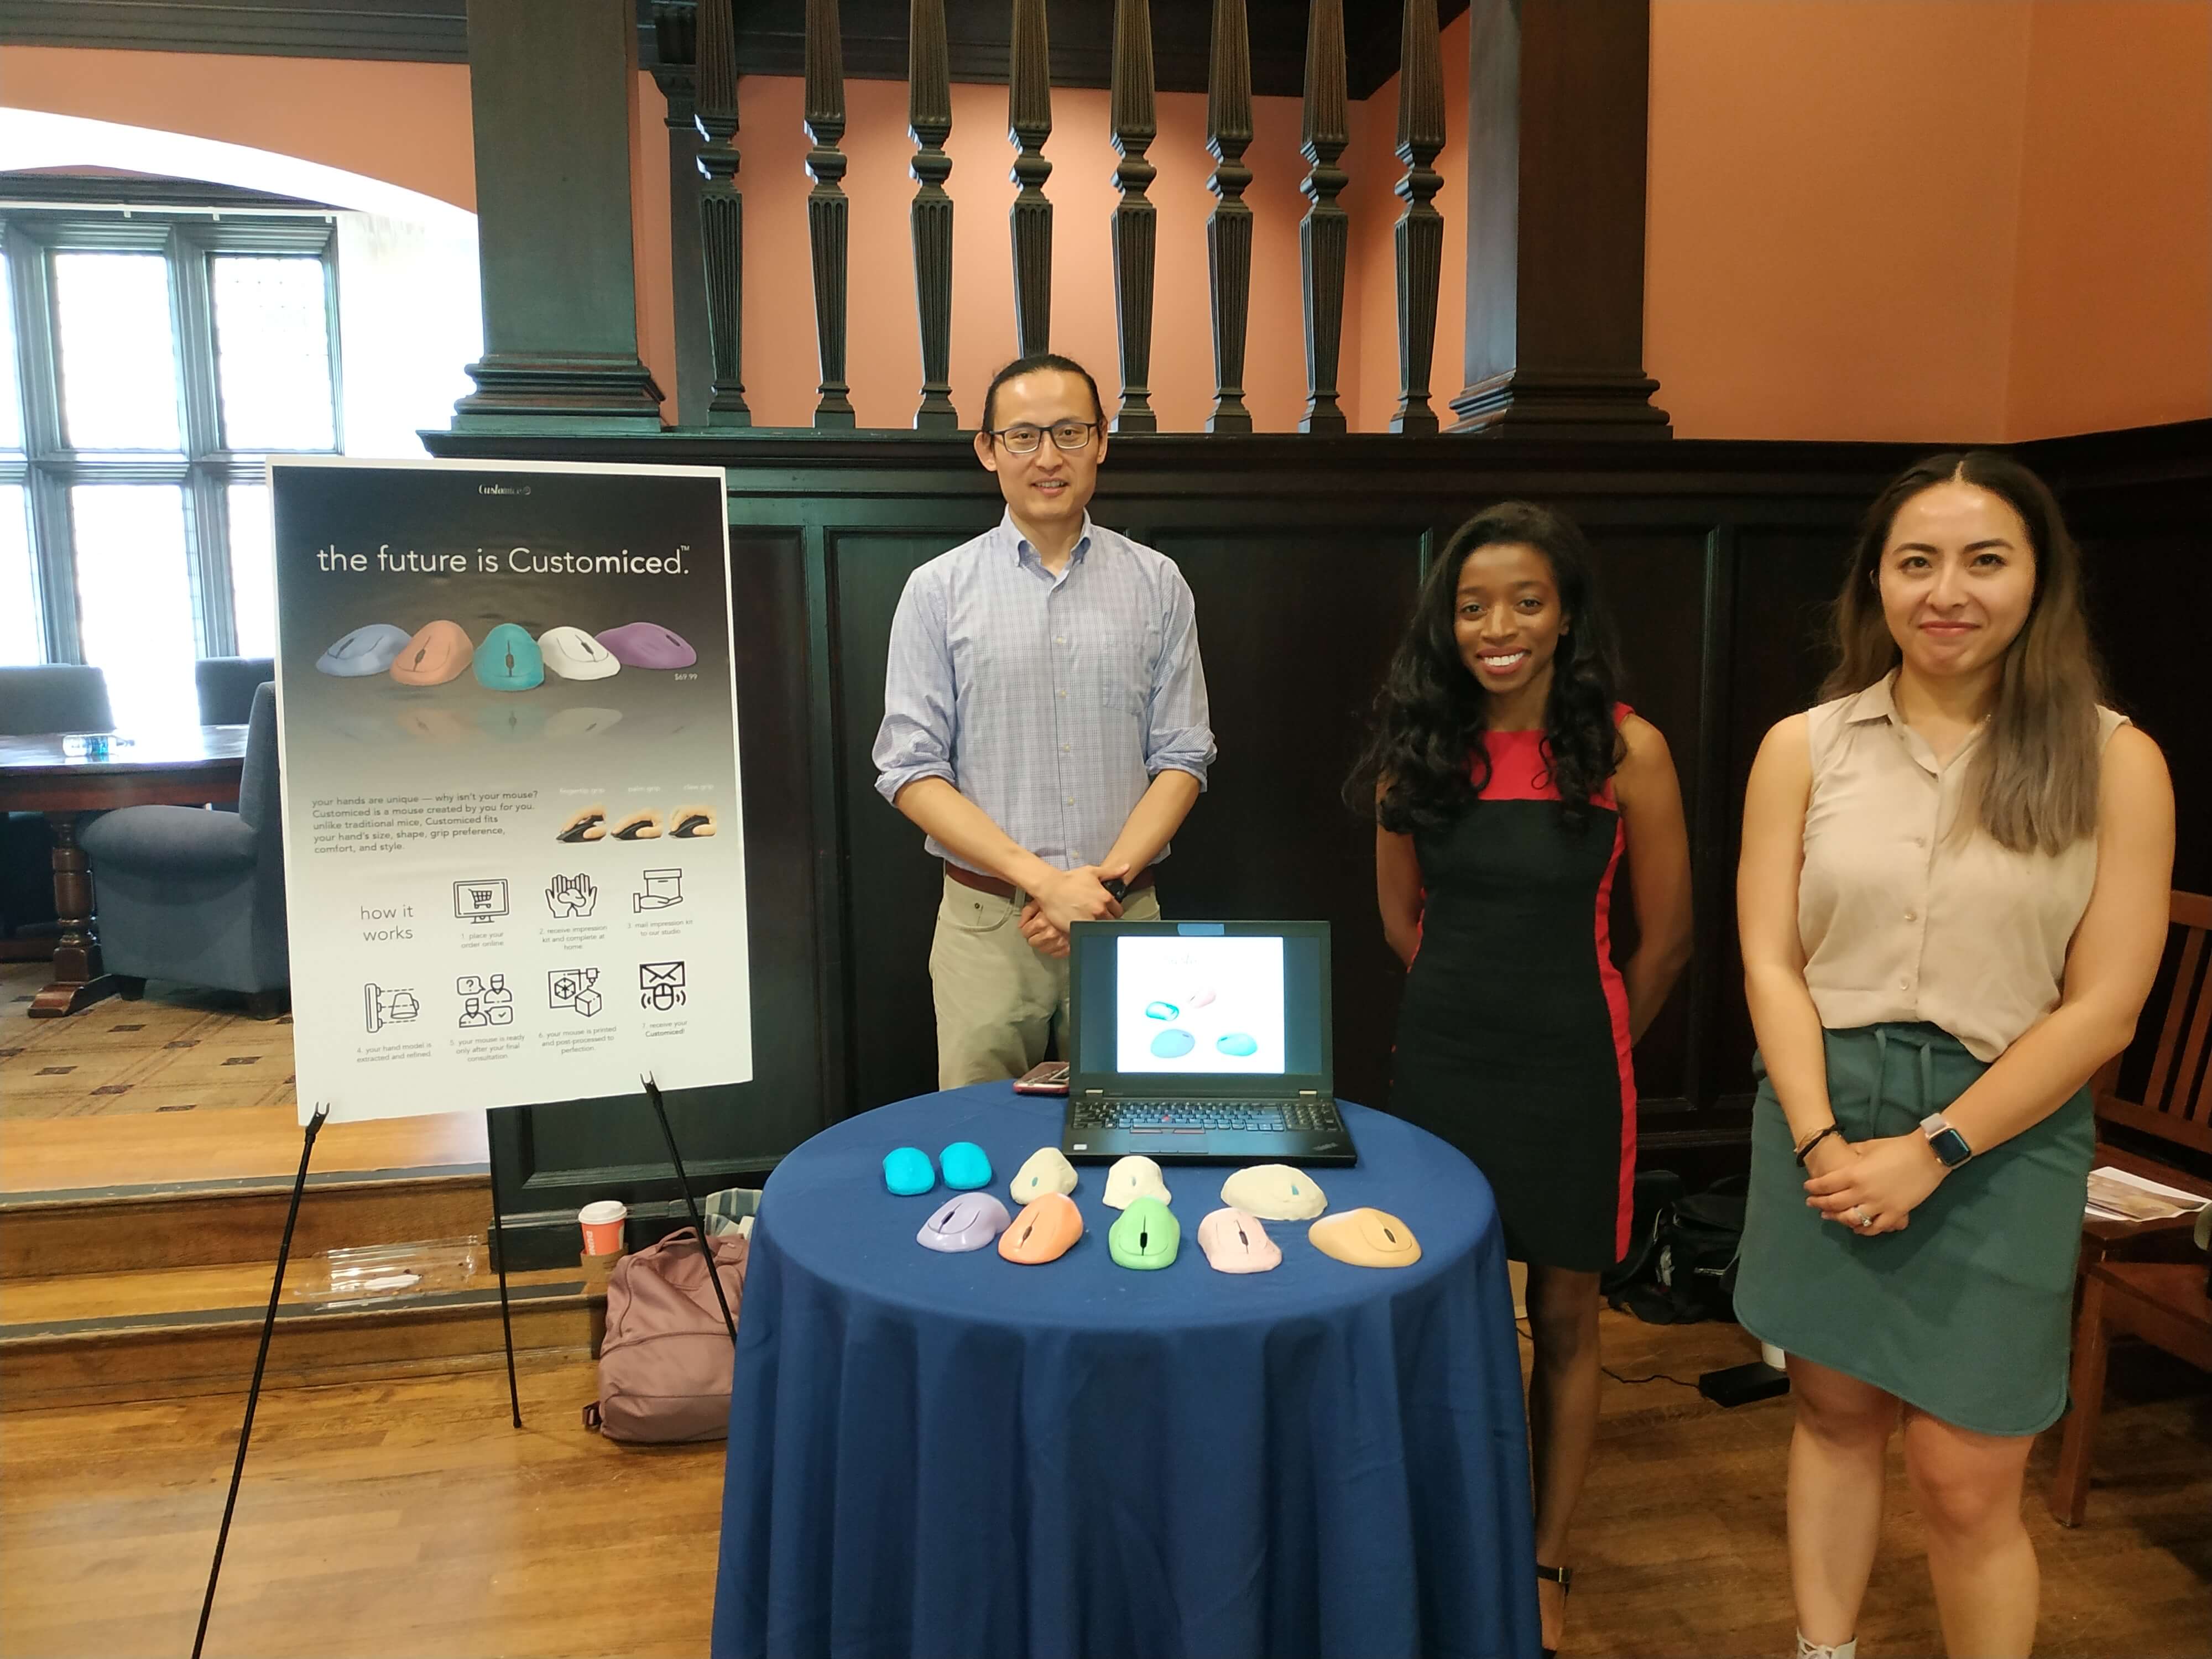 Customice
the future is Customiced.™
$69.99
your hands are unique — why isn't your mouse?
Customiced is a mouse created by you for you.
unlike traditional mice, Customiced fits
your hand's size, shape, grip preference,
comfort, and style.
fingertip grip
palm grip
claw grip
how it
works
1. place your
order online
2. receive impression
kit and complete at
home.
3. mail impression kit
to our studio.
4. your hand model is
extracted and refined.
5. your mouse is ready
only after your final
consultation.
6. your mouse is printed
and post-processed to
perfection.
7. receive your
Customiced!